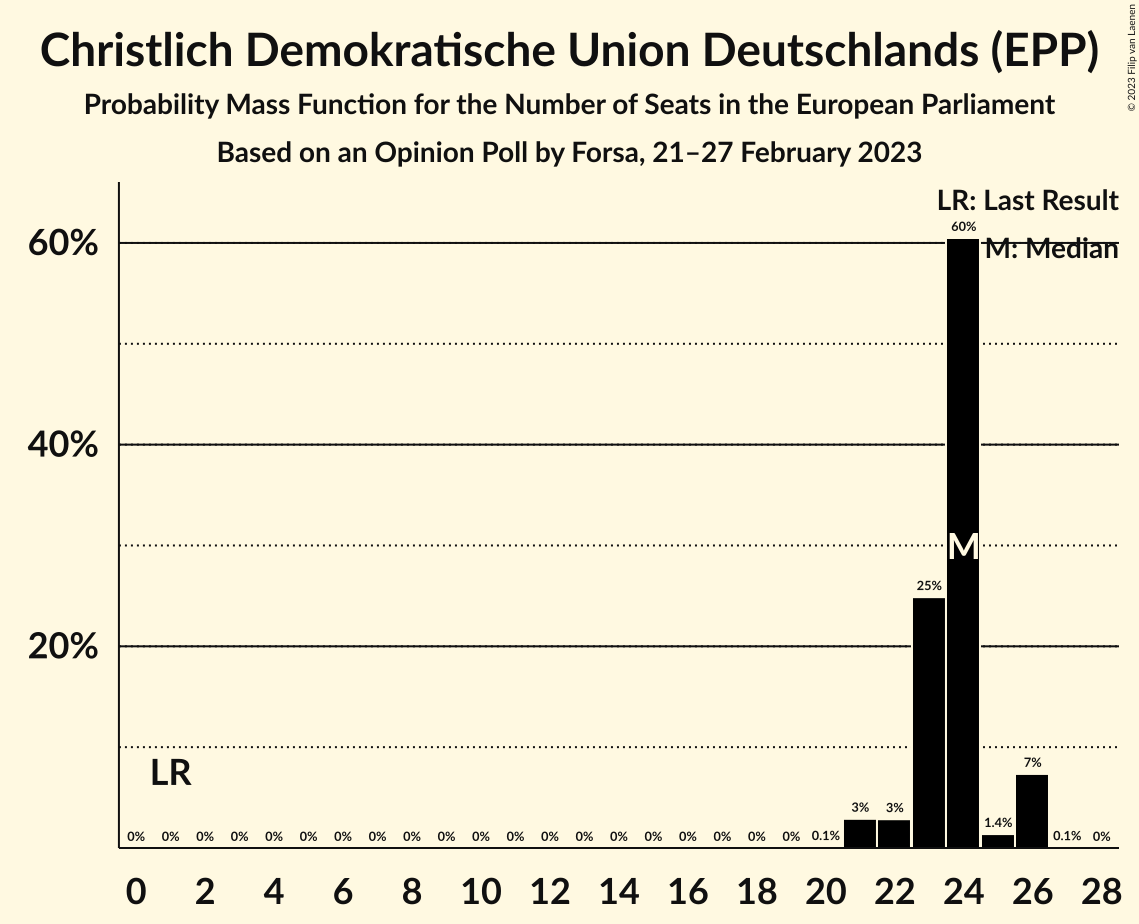 Christlich Demokratische Union Deutschlands (EPP)
Probability Mass Function for the Number of Seats in the European Parliament
Based on an Opinion Poll by Forsa, 21–27 February 2023
© 2023 Filip van Laenen
LR: Last Result
M: Median
60%
40%
20%
60%
M
25%
LR
7%
3% 3% 1.4%
0% 0% 0% 0% 0% 0% 0% 0% 0% 0% 0% 0% 0% 0% 0% 0% 0% 0% 0% 0% 0.1% 0.1% 0%
0 2 4 6 8 10 12 14 16 18 20 22 24 26 28